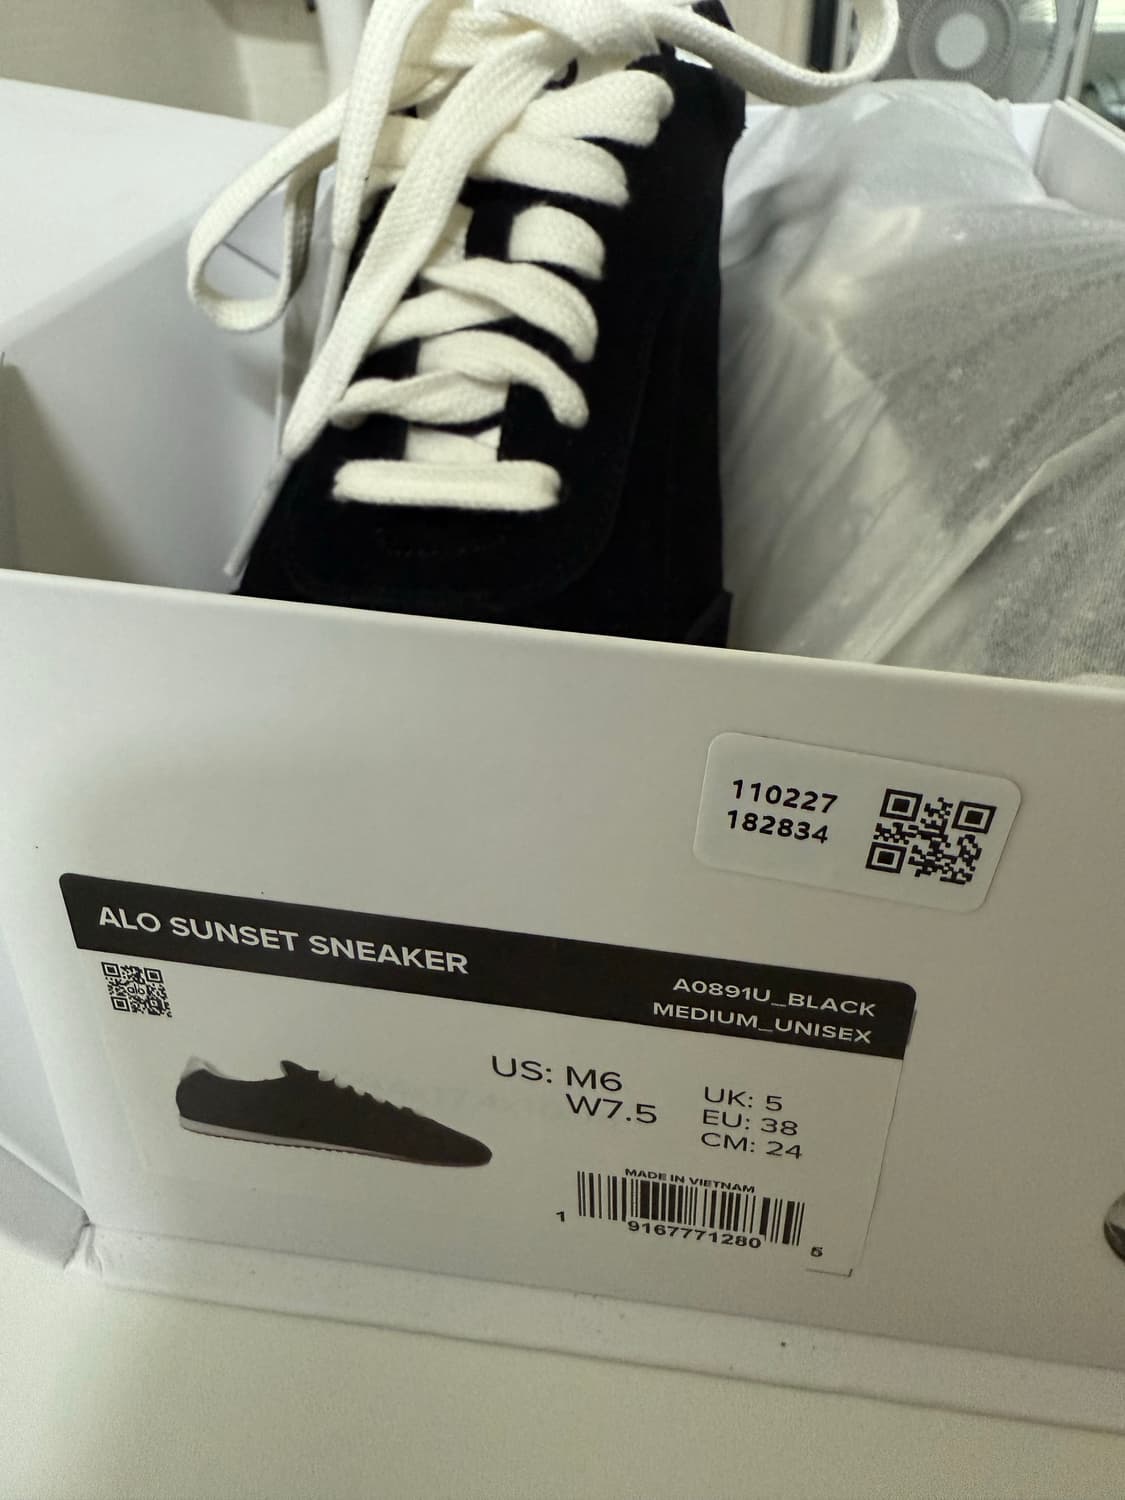 110227
182834
ALO SUNSET SNEAKER
A0891U_BLACK
MEDIUM_UNISEX
US: M6
W7.5
UK: 5
EU: 38
CM: 24
MADE IN VIETNAM
1 9167771280 5